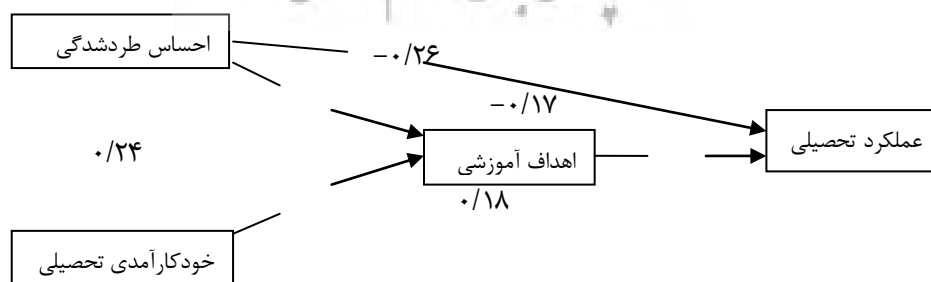 احساس طردشدگی
-۰/۲۶
-۰/۱۷
عملکرد تحصیلی
۰/۲۴
اهداف آموزشی
۰/۱۸
خودکارآمدی تحصیلی